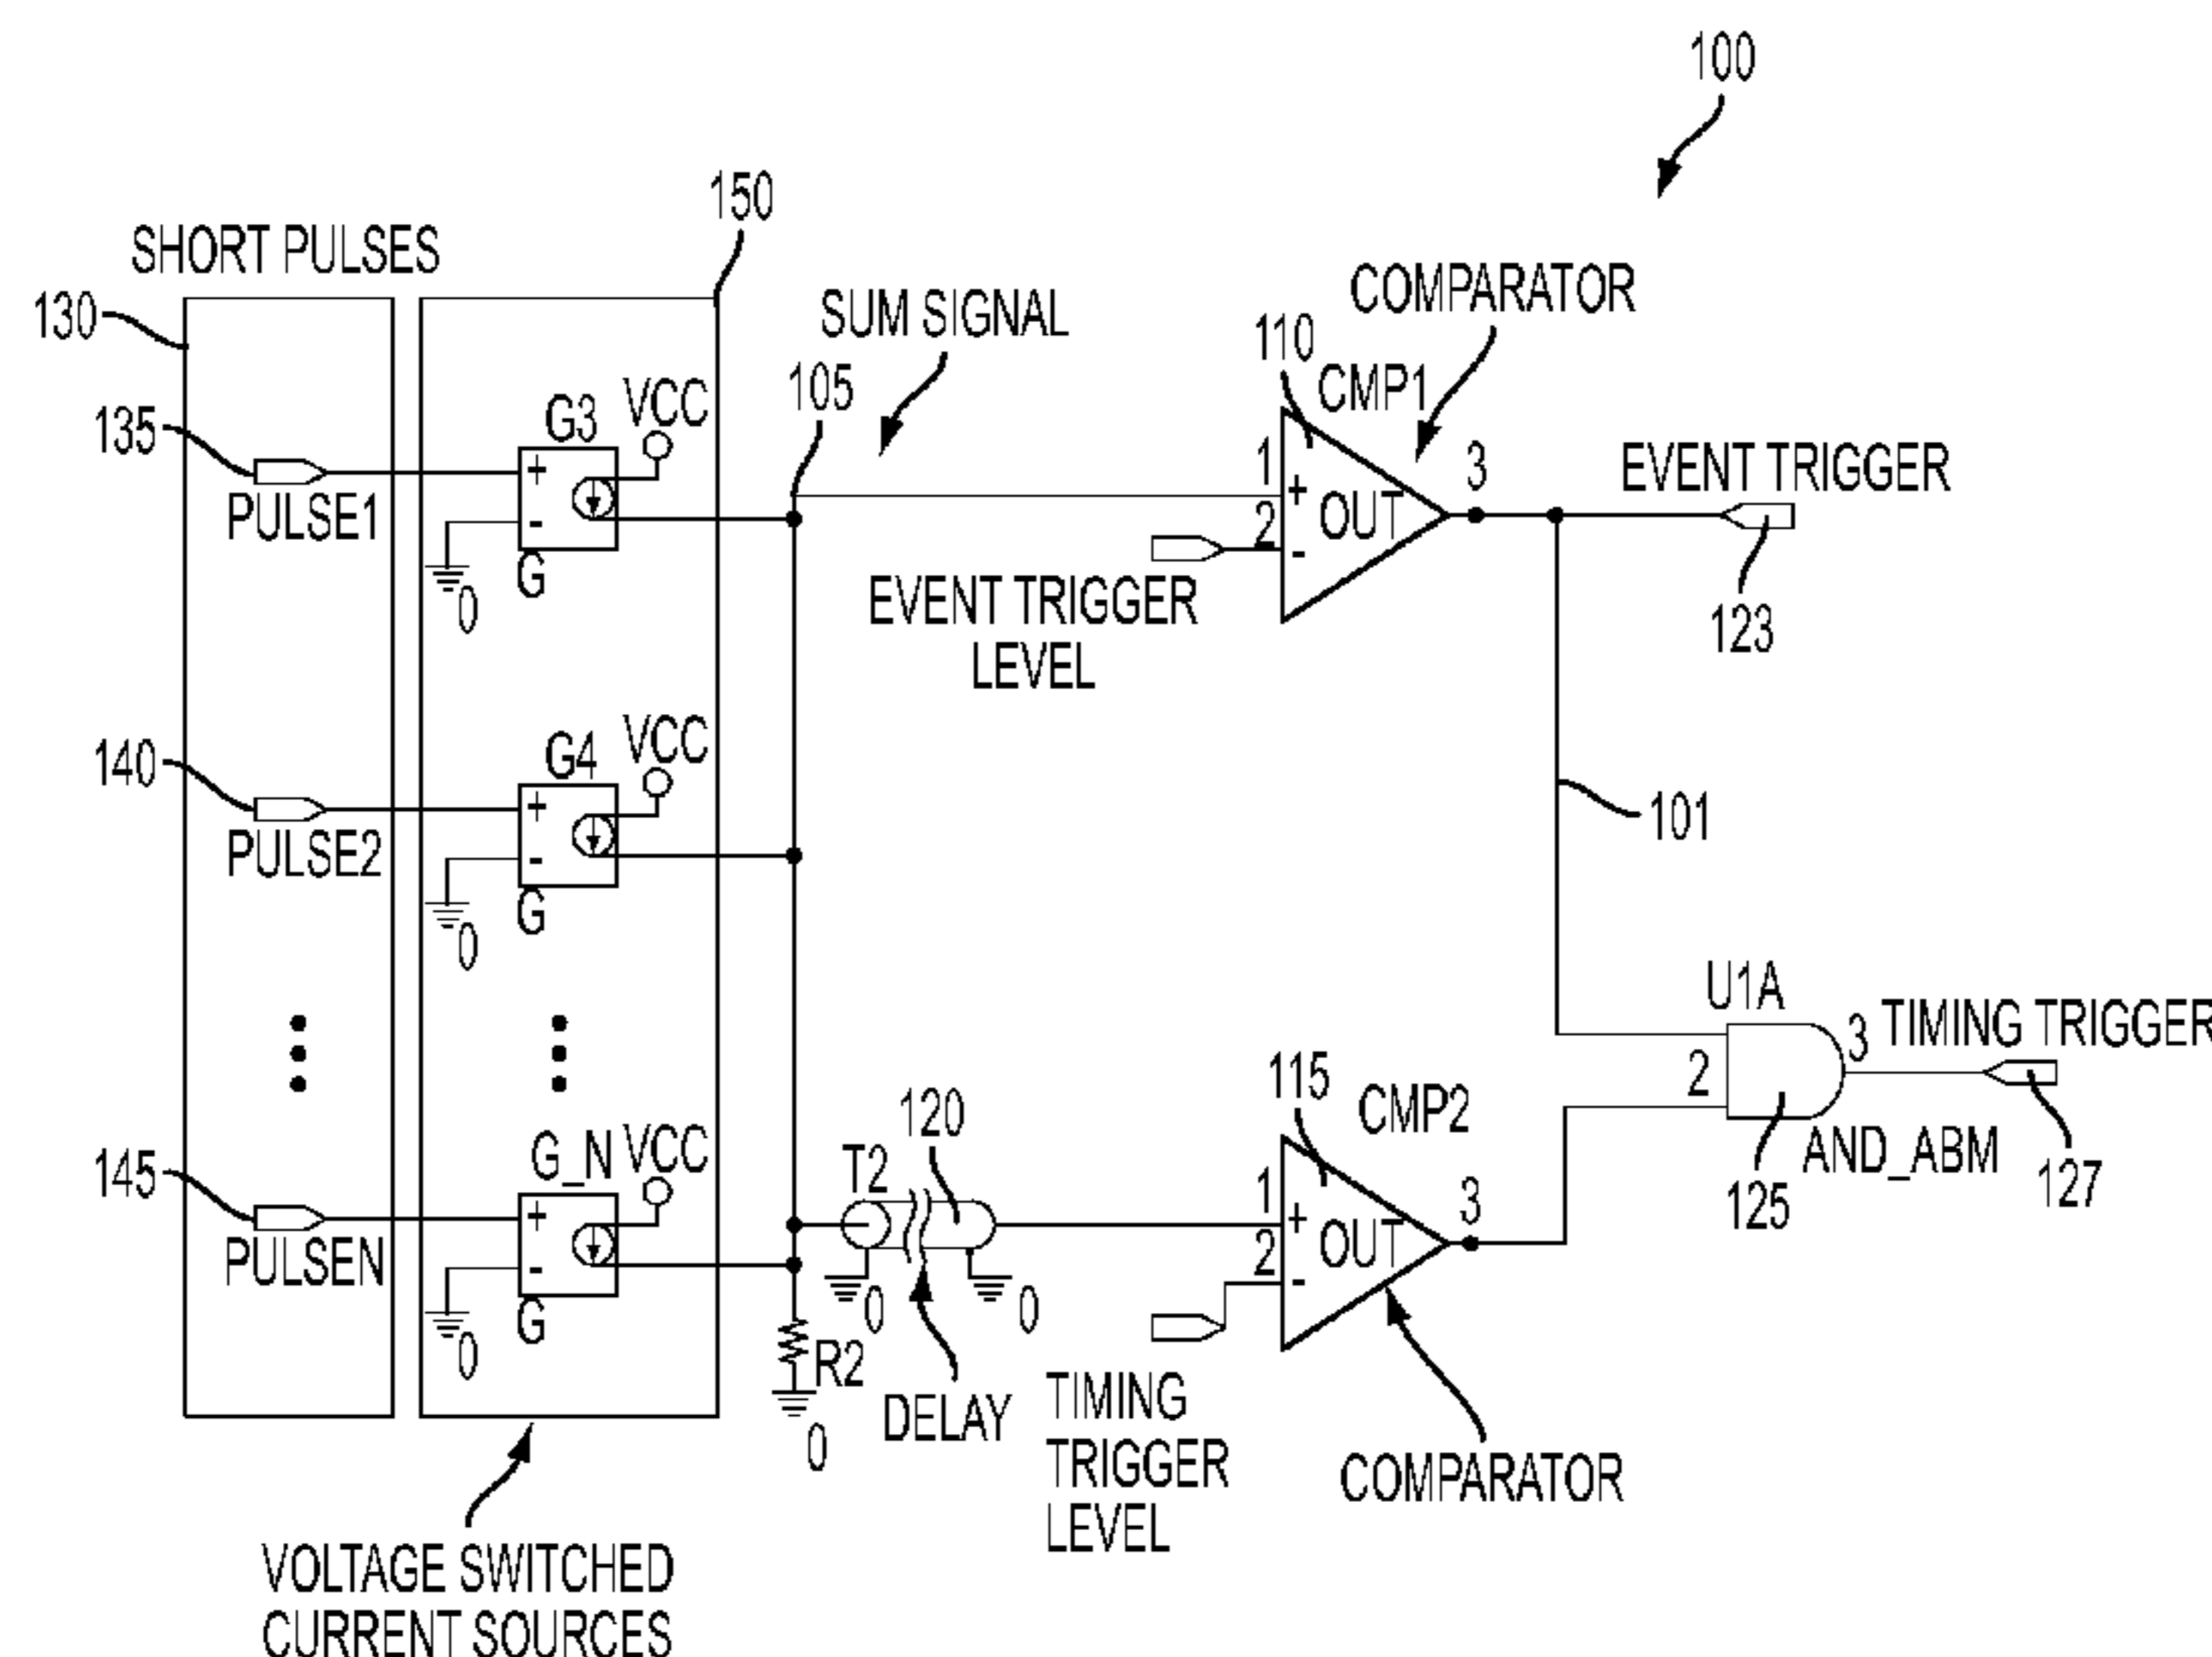 100
150
SHORT PULSES
130
SUM SIGNAL
COMPARATOR
110
CMP1
105
135
PULSE1
G3
VCC
+
-
G
0
1
+
2
-
OUT
3
EVENT TRIGGER
123
EVENT TRIGGER
LEVEL
140
PULSE2
G4
VCC
+
-
G
0
101
U1A
2
3
TIMING TRIGGER
AND_ABM
125
127
145
PULSEN
G_N
VCC
+
-
G
0
T2
120
0
0
DELAY
R2
0
115
CMP2
1
+
2
-
OUT
3
TIMING
TRIGGER
LEVEL
COMPARATOR
VOLTAGE SWITCHED
CURRENT SOURCES